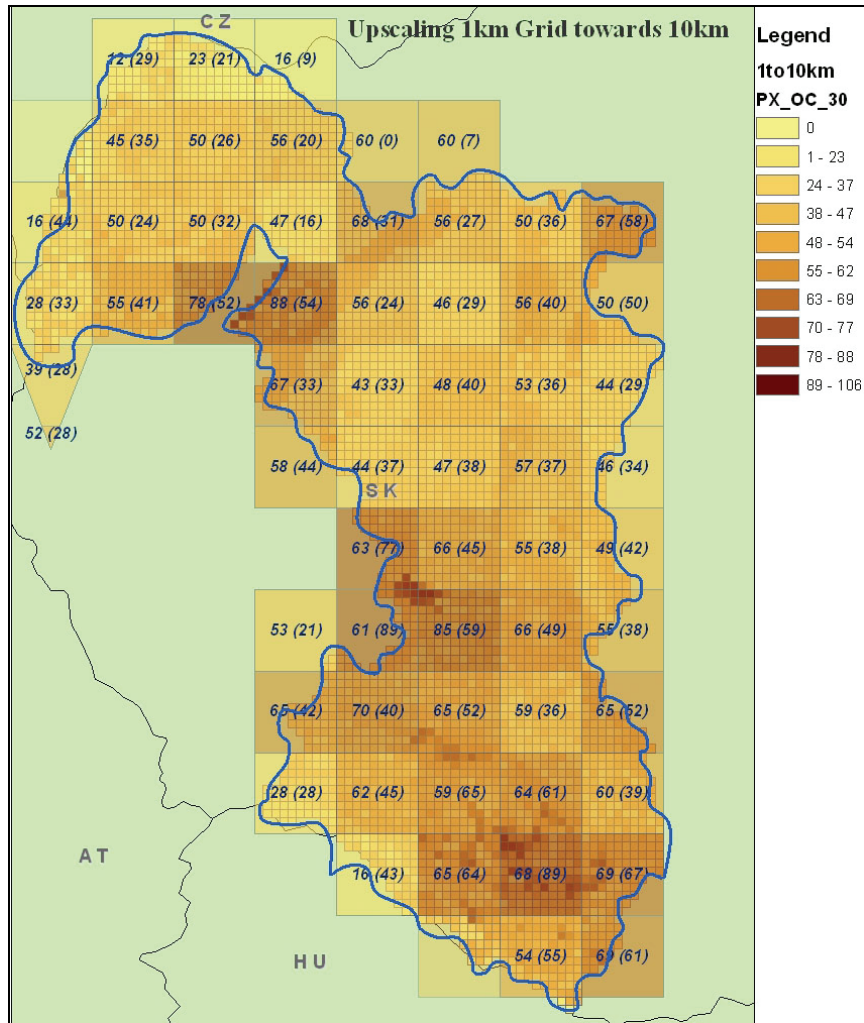 CZ
Upscaling 1km Grid towards 10km
12 (29) 23 (21) 16 (9)
45 (35) 50 (26) 56 (20) 60 (0) 60 (7)
16 (44) 50 (24) 50 (32) 47 (16) 68 (31) 56 (27) 50 (36) 67 (58)
28 (33) 55 (41) 78 (52) 88 (54) 56 (24) 46 (29) 56 (40) 50 (50)
39 (28) 67 (33) 43 (33) 48 (40) 53 (36) 44 (29)
52 (28) 58 (44) 44 (37) 47 (38) 57 (37) 46 (34)
SK
63 (77) 66 (45) 55 (38) 49 (42)
53 (21) 61 (89) 85 (59) 66 (49) 55 (38)
65 (42) 70 (40) 65 (52) 59 (36) 65 (52)
28 (28) 62 (45) 59 (65) 64 (61) 60 (39)
AT
16 (43) 65 (64) 68 (89) 69 (67)
HU
54 (55) 69 (61)
Legend
1to10km
PX_OC_30
0
1 - 23
24 - 37
38 - 47
48 - 54
55 - 62
63 - 69
70 - 77
78 - 88
89 - 106